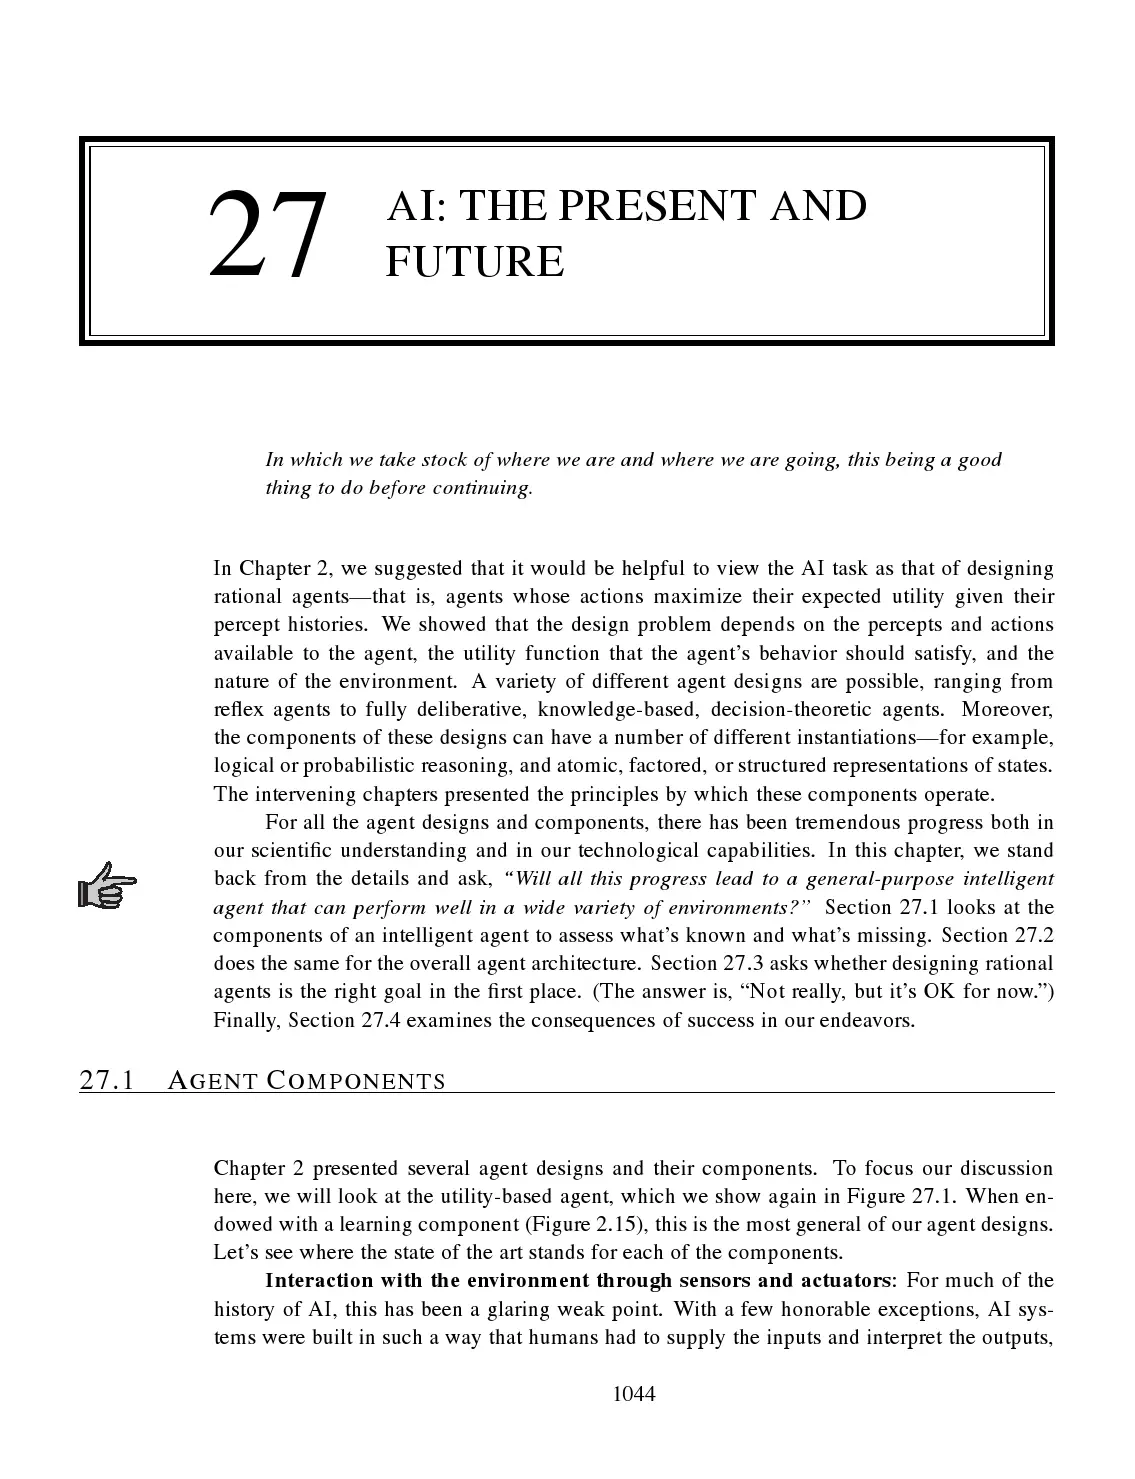 27
AI: THE PRESENT AND
FUTURE
In which we take stock of where we are and where we are going, this being a good
thing to do before continuing.
In Chapter 2, we suggested that it would be helpful to view the AI task as that of designing
rational agents—that is, agents whose actions maximize their expected utility given their
percept histories. We showed that the design problem depends on the percepts and actions
available to the agent, the utility function that the agent's behavior should satisfy, and the
nature of the environment. A variety of different agent designs are possible, ranging from
reflex agents to fully deliberative, knowledge-based, decision-theoretic agents. Moreover,
the components of these designs can have a number of different instantiations—for example,
logical or probabilistic reasoning, and atomic, factored, or structured representations of states.
The intervening chapters presented the principles by which these components operate.
For all the agent designs and components, there has been tremendous progress both in
our scientific understanding and in our technological capabilities. In this chapter, we stand
back from the details and ask, “Will all this progress lead to a general-purpose intelligent
agent that can perform well in a wide variety of environments?” Section 27.1 looks at the
components of an intelligent agent to assess what's known and what's missing. Section 27.2
does the same for the overall agent architecture. Section 27.3 asks whether designing rational
agents is the right goal in the first place. (The answer is, “Not really, but it's OK for now.”)
Finally, Section 27.4 examines the consequences of success in our endeavors.
27.1 AGENT COMPONENTS
Chapter 2 presented several agent designs and their components. To focus our discussion
here, we will look at the utility-based agent, which we show again in Figure 27.1. When en-
dowed with a learning component (Figure 2.15), this is the most general of our agent designs.
Let's see where the state of the art stands for each of the components.
Interaction with the environment through sensors and actuators: For much of the
history of AI, this has been a glaring weak point. With a few honorable exceptions, AI sys-
tems were built in such a way that humans had to supply the inputs and interpret the outputs,
1044